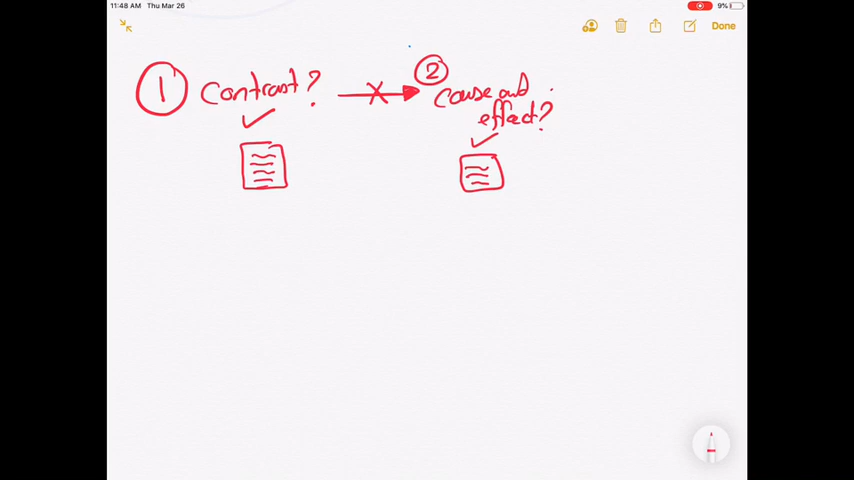 11:48 AM Thu Mar 26
9%
Done
1 Contrast?
2
cause and
effect?